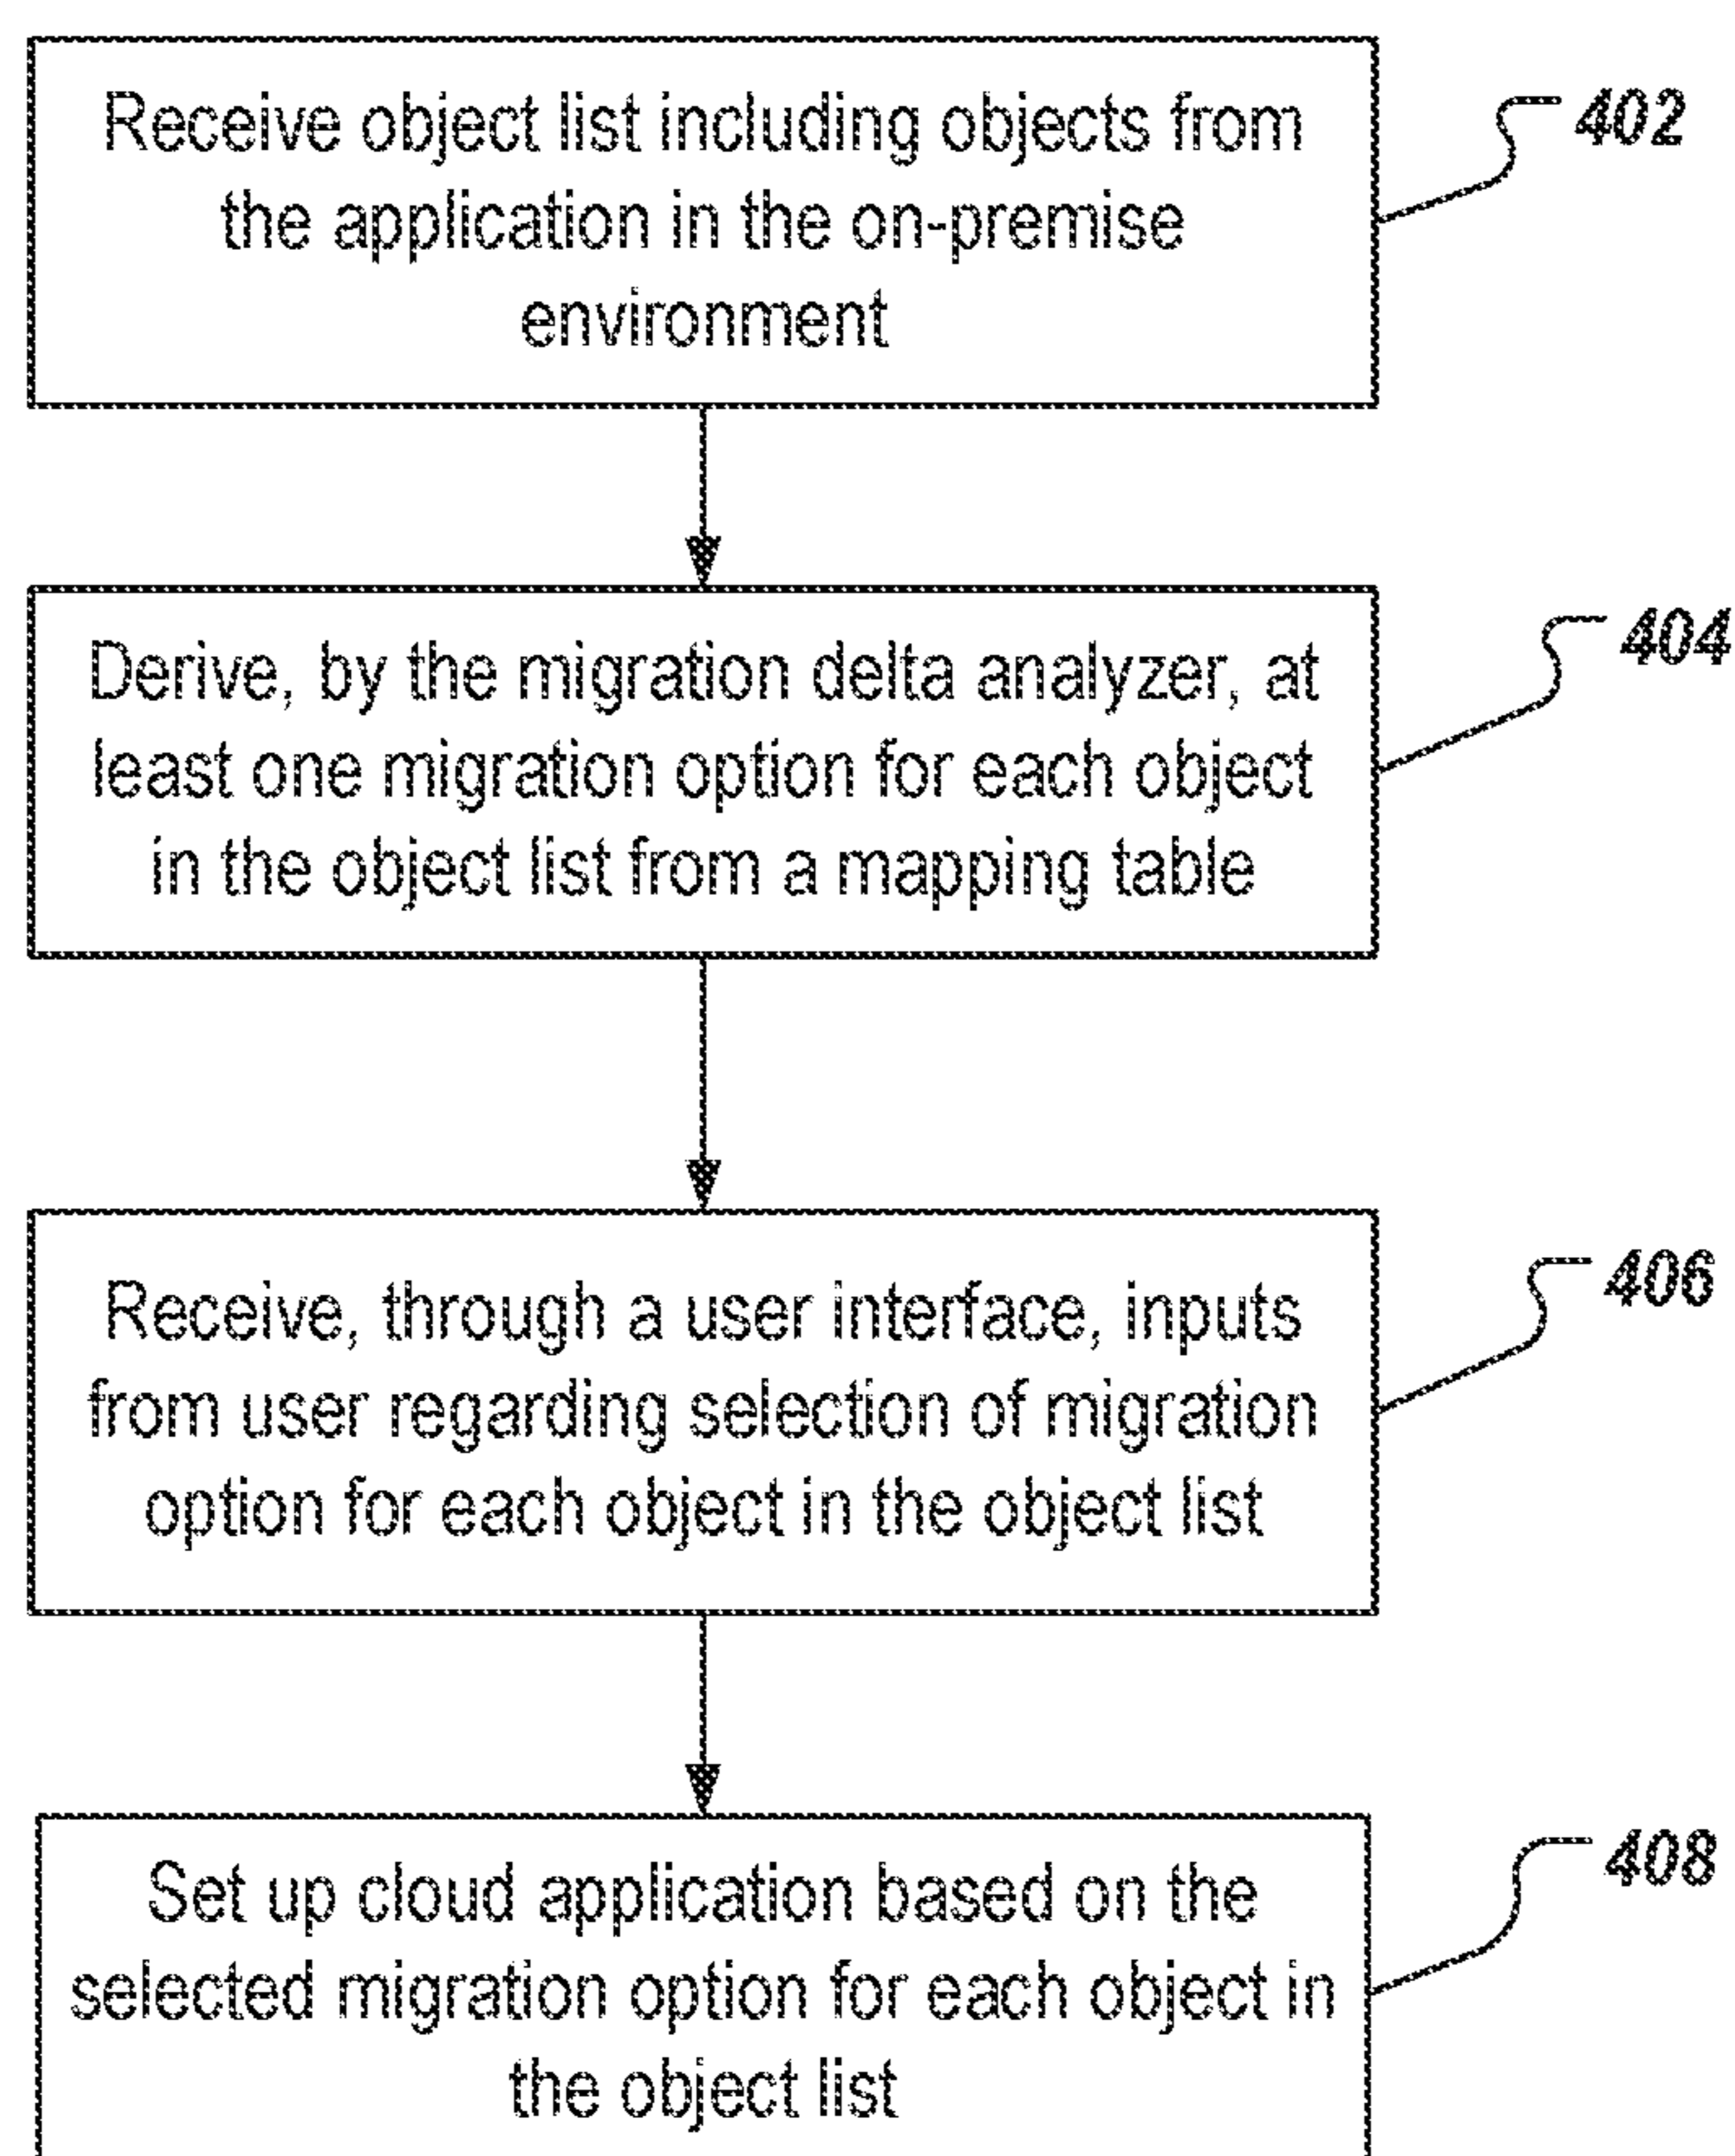 Receive object list including objects from
the application in the on-premise
environment
402
Derive, by the migration delta analyzer, at
least one migration option for each object
in the object list from a mapping table
404
Receive, through a user interface, inputs
from user regarding selection of migration
option for each object in the object list
406
Set up cloud application based on the
selected migration option for each object in
the object list
408